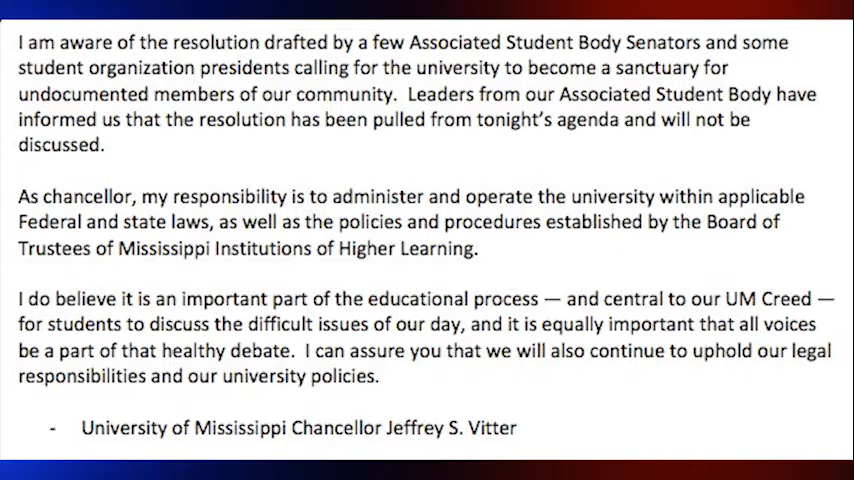 I am aware of the resolution drafted by a few Associated Student Body Senators and some
student organization presidents calling for the university to become a sanctuary for
undocumented members of our community.  Leaders from our Associated Student Body have
informed us that the resolution has been pulled from tonight's agenda and will not be
discussed.
As chancellor, my responsibility is to administer and operate the university within applicable
Federal and state laws, as well as the policies and procedures established by the Board of
Trustees of Mississippi Institutions of Higher Learning.
I do believe it is an important part of the educational process — and central to our UM Creed —
for students to discuss the difficult issues of our day, and it is equally important that all voices
be a part of that healthy debate.  I can assure you that we will also continue to uphold our legal
responsibilities and our university policies.
- University of Mississippi Chancellor Jeffrey S. Vitter